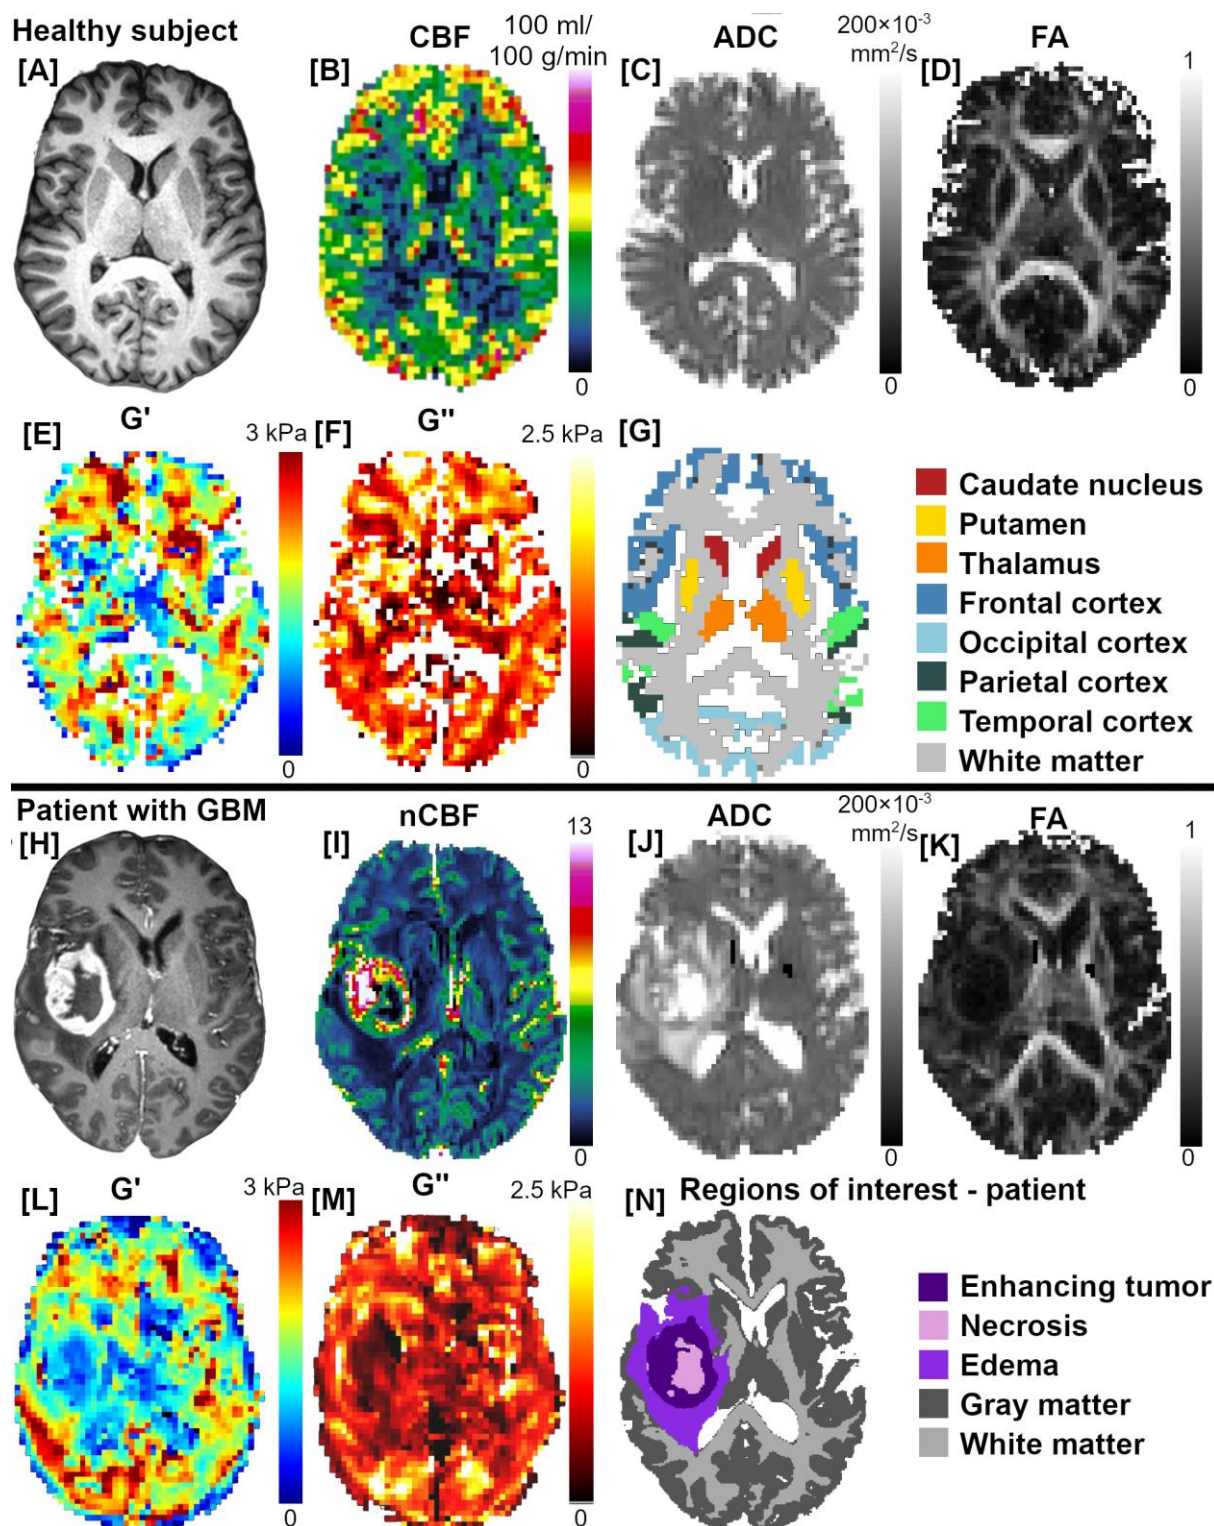 Healthy subject
CBF
100 ml/
100 g/min
ADC
200×10⁻³
mm²/s
FA
[A]
[B]
[C]
[D]
1
0
0
0
G'
G"
[E]
3 kPa
[F]
2.5 kPa
[G]
Caudate nucleus
Putamen
Thalamus
Frontal cortex
Occipital cortex
Parietal cortex
Temporal cortex
White matter
0
0
Patient with GBM
nCBF
ADC
200×10⁻³
mm²/s
FA
[H]
[I]
13
[J]
[K]
1
0
0
0
G'
G"
[L]
3 kPa
[M]
2.5 kPa
[N]
Regions of interest - patient
Enhancing tumor
Necrosis
Edema
Gray matter
White matter
0
0